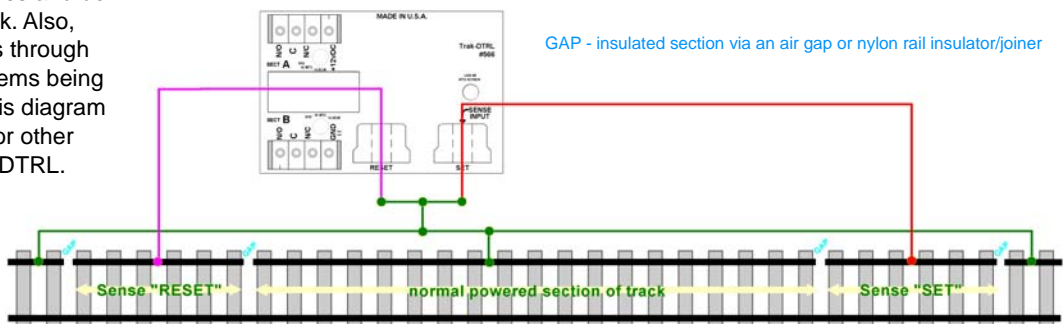 k. Also,
s through
ems being
is diagram
or other
DTRL.
MADE IN U.S.A.
N/O
C
N/C
+12VDC
Trak-DTRL
#566
SECT A
SENSE
INPUT
SECT B
N/O
C
N/C
GND
RESET
SET
GAP - insulated section via an air gap or nylon rail insulator/joiner
GAP
GAP
GAP
GAP
Sense "RESET"
normal powered section of track
Sense "SET"